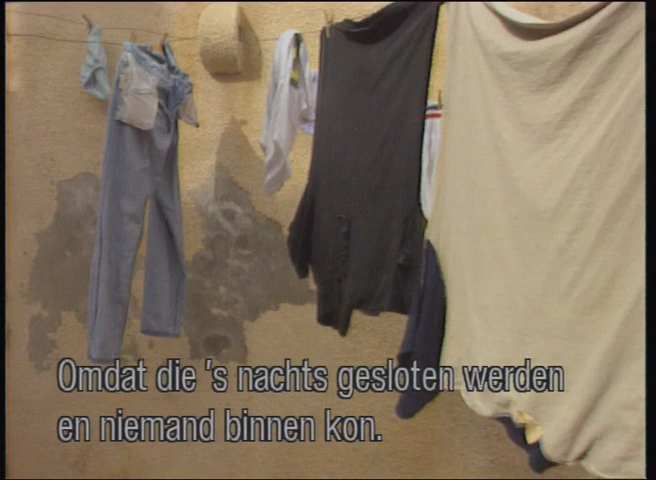 Omdat die 's nachts gesloten werden
en niemand binnen kon.